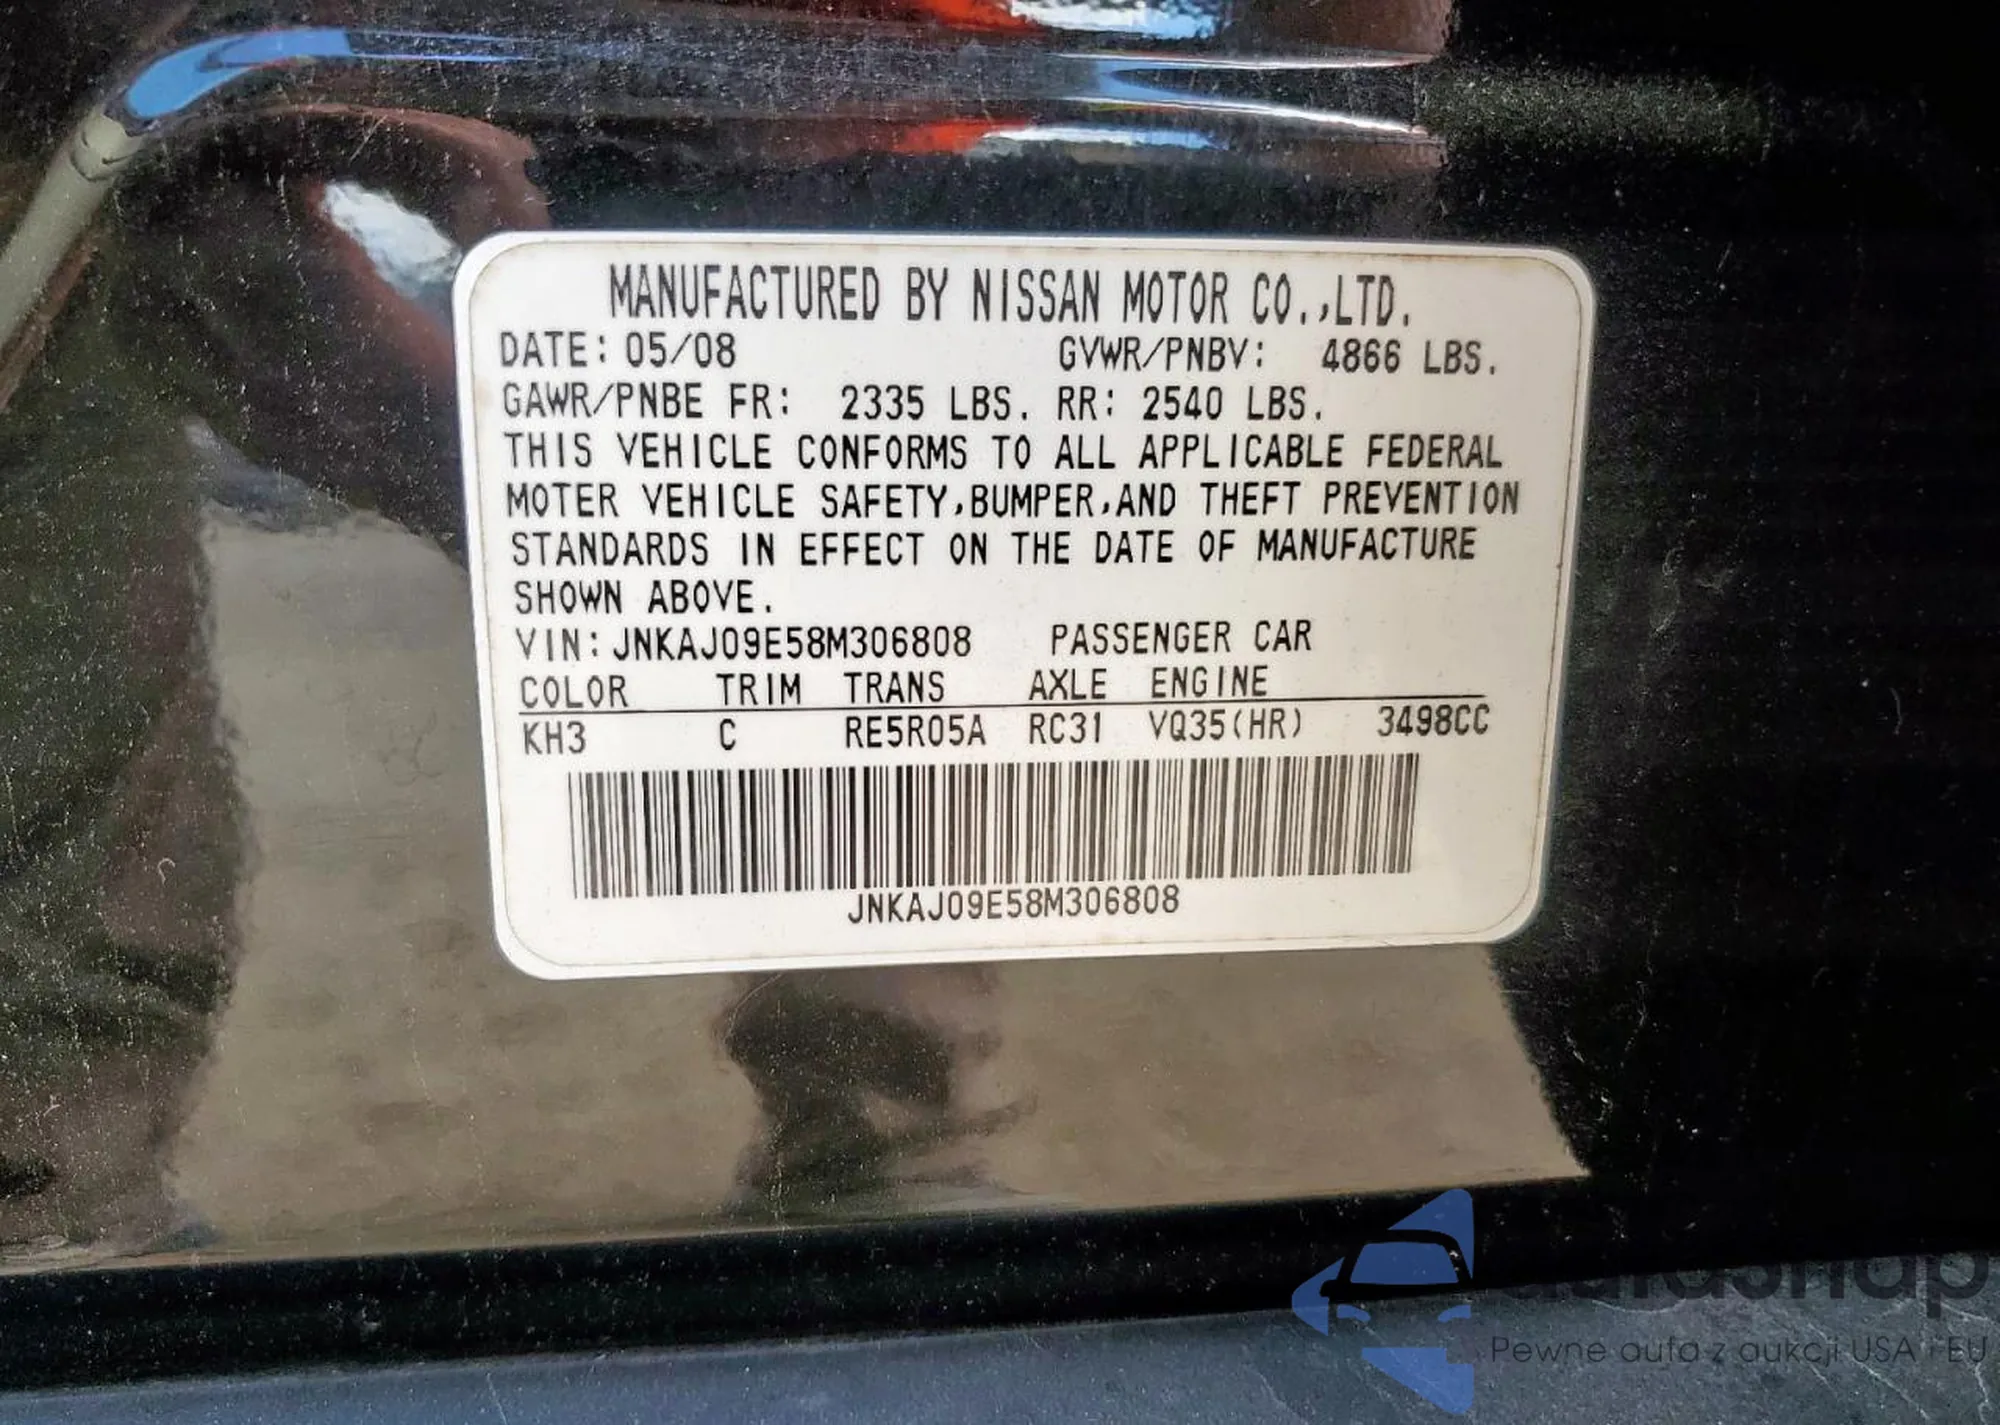 MANUFACTURED BY NISSAN MOTOR CO.,LTD.
DATE: 05/08 GVWR/PNBV: 4866 LBS.
GAWR/PNBE FR: 2335 LBS. RR: 2540 LBS.
THIS VEHICLE CONFORMS TO ALL APPLICABLE FEDERAL
MOTER VEHICLE SAFETY,BUMPER,AND THEFT PREVENTION
STANDARDS IN EFFECT ON THE DATE OF MANUFACTURE
SHOWN ABOVE.
VIN: JNKAJ09E58M306808 PASSENGER CAR
COLOR TRIM TRANS AXLE ENGINE
KH3 C RE5R05A RC31 VQ35(HR) 3498CC
JNKAJ09E58M306808
autasnap
Pewne auta z aukcji USA i EU